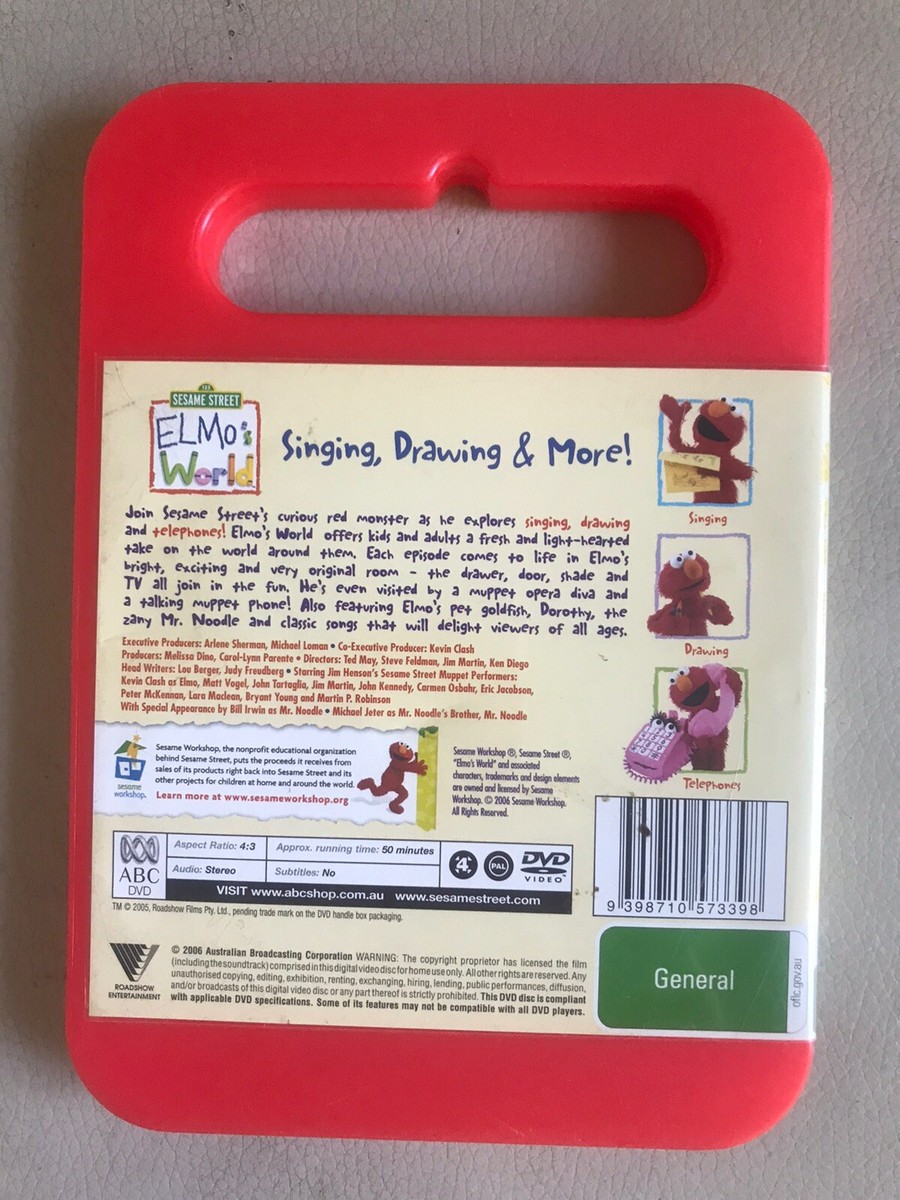 123
SESAME STREET
ELMO's
World
Singing, Drawing & More!
Join Sesame Street's curious red monster as he explores singing, drawing
and telephones! Elmo's World offers kids and adults a fresh and light-hearted
take on the world around them. Each episode comes to life in Elmo's
bright, exciting and very original room - the drawer, door, shade and
TV all join in the fun. He's even visited by a muppet opera diva and
a talking muppet phone! Also featuring Elmo's pet goldfish, Dorothy, the
zany Mr. Noodle and classic songs that will delight viewers of all ages.
Singing
Drawing
Telephones
Executive Producers: Arlene Sherman, Michael Loman • Co-Executive Producer: Kevin Clash
Producers: Melissa Dino, Carol-Lynn Parente • Directors: Ted May, Steve Feldman, Jim Martin, Ken Diego
Head Writers: Lou Berger, Judy Freudberg • Starring Jim Henson's Sesame Street Muppet Performers:
Kevin Clash as Elmo, Matt Vogel, John Tartaglia, Jim Martin, John Kennedy, Carmen Osbahr, Eric Jacobson,
Peter McKennan, Lara Maclean, Bryant Young and Martin P. Robinson
With Special Appearance by Bill Irwin as Mr. Noodle • Michael Jeter as Mr. Noodle's Brother, Mr. Noodle
sesame
workshop.
Sesame Workshop, the nonprofit educational organization
behind Sesame Street, puts the proceeds it receives from
sales of its products right back into Sesame Street and its
other projects for children at home and around the world.
Learn more at www.sesameworkshop.org
Sesame Workshop ®, Sesame Street ®,
"Elmo's World" and associated
characters, trademarks and design elements
are owned and licensed by Sesame
Workshop. © 2006 Sesame Workshop.
All Rights Reserved.
ABC
DVD
Aspect Ratio: 4:3
Approx. running time: 50 minutes
Audio: Stereo
Subtitles: No
4
PAL
DVD
VIDEO
VISIT www.abcshop.com.au www.sesamestreet.com
TM © 2005, Roadshow Films Pty. Ltd., pending trade mark on the DVD handle box packaging.
9 398710 573398
ROADSHOW
ENTERTAINMENT
© 2006 Australian Broadcasting Corporation WARNING: The copyright proprietor has licensed the film
(including the soundtrack) comprised in this digital video disc for home use only. All other rights are reserved. Any
unauthorised copying, editing, exhibition, renting, exchanging, hiring, lending, public performances, diffusion,
and/or broadcasts of this digital video disc or any part thereof is strictly prohibited. This DVD disc is compliant
with applicable DVD specifications. Some of its features may not be compatible with all DVD players.
General
oflc.gov.au